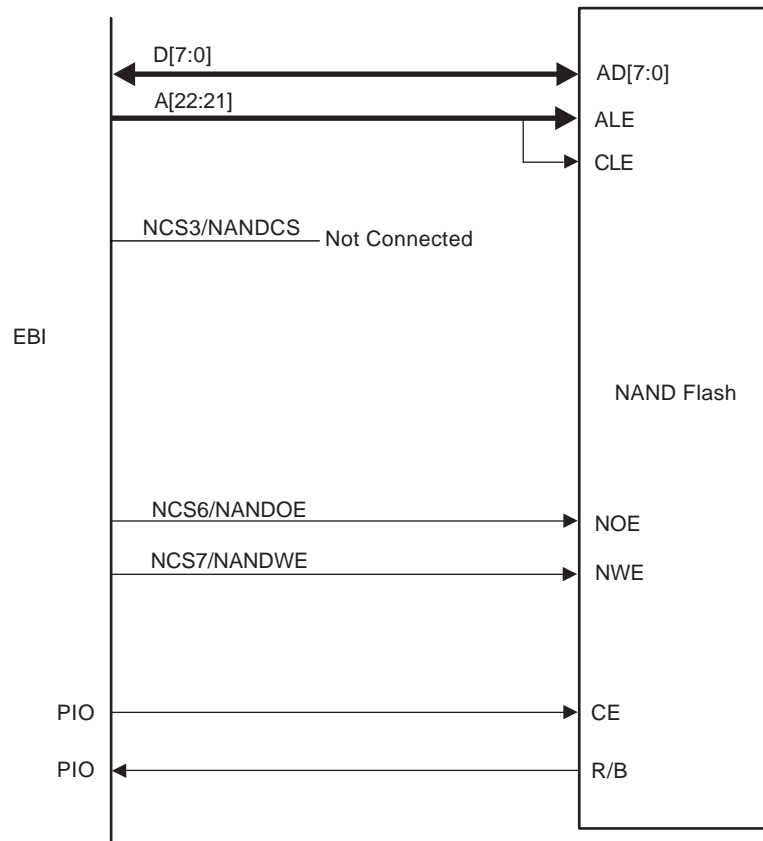 D[7:0]
AD[7:0]
A[22:21]
ALE
CLE
NCS3/NANDCS
Not Connected
EBI
NAND Flash
NCS6/NANDOE
NOE
NCS7/NANDWE
NWE
PIO
CE
PIO
R/B